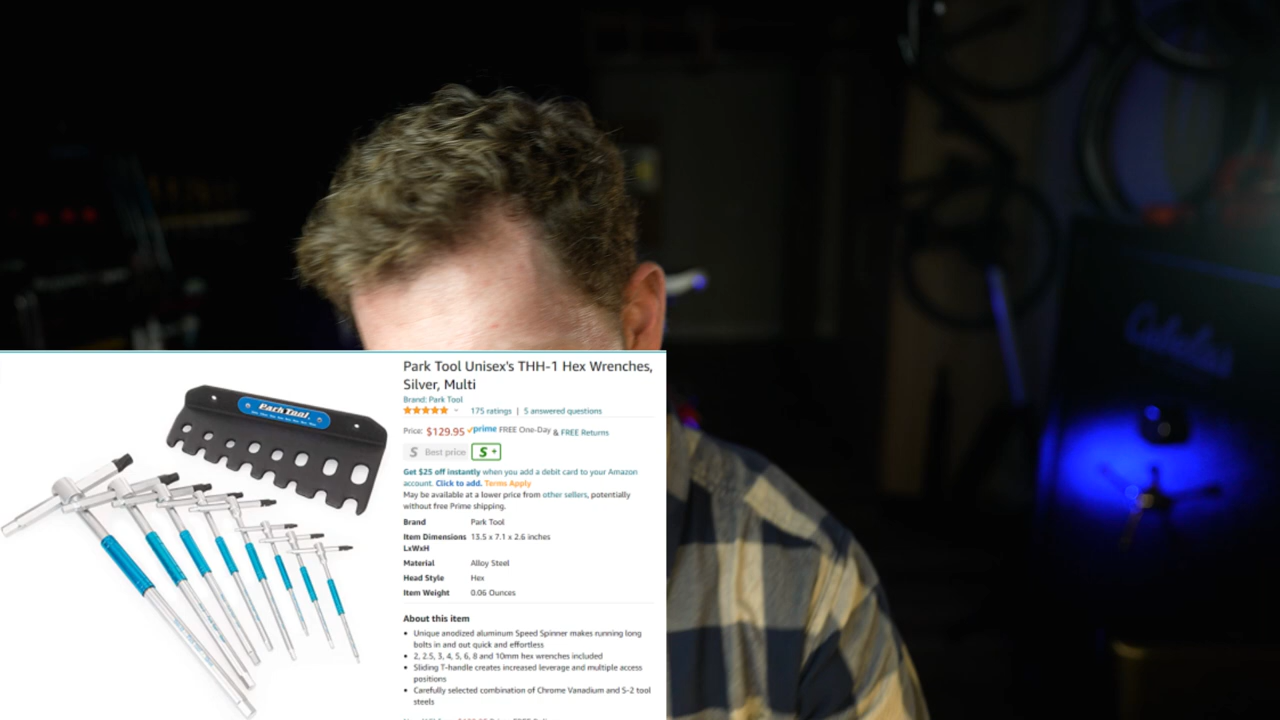 Park Tool Unisex's THH-1 Hex Wrenches,
Silver, Multi
Brand: Park Tool
175 ratings | 5 answered questions
Price: $129.95 prime FREE One-Day & FREE Returns
S Best price S +
Get $25 off instantly when you add a debit card to your Amazon
account. Click to add. Terms Apply
May be available at a lower price from other sellers, potentially
without free Prime shipping.
Brand Park Tool
Item Dimensions 13.5 x 7.1 x 2.6 inches
LxWxH
Material Alloy Steel
Head Style Hex
Item Weight 0.06 Ounces
About this item
Unique anodized aluminum Speed Spinner makes running long
bolts in and out quick and effortless
2, 2.5, 3, 4, 5, 6, 8 and 10mm hex wrenches included
Sliding T-handle creates increased leverage and multiple access
positions
Carefully selected combination of Chrome Vanadium and S-2 tool
steels
Park Tool
Cabela's